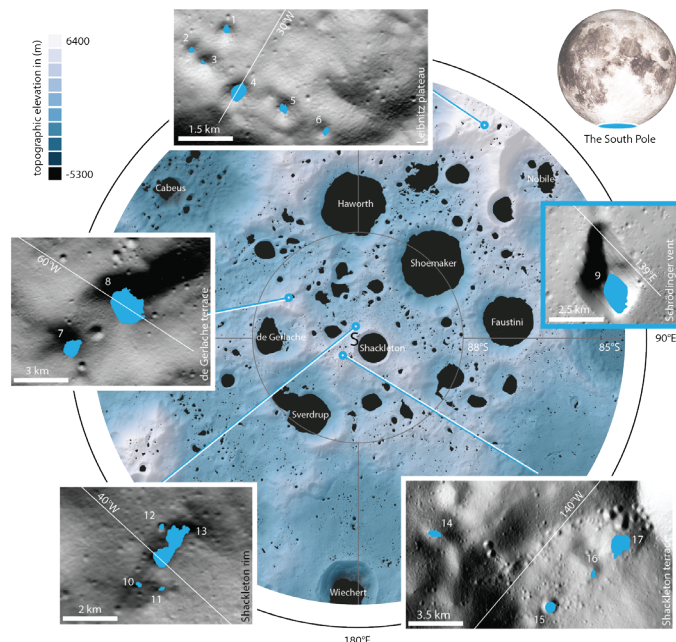 6400
topographic elevation in (m)
-5300
1
2
3
4
5
6
30°W
1.5 km
Leibnitz plateau
The South Pole
Cabeus
Haworth
Nobile
Shoemaker
Faustini
de Gerlache
S
Shackleton
88°S
85°S
90°E
Sverdrup
Wiechert
180°E
60°W
8
7
3 km
de Gerlache terrace
9
139°E
2.5 km
Schrödinger vent
40°W
12
13
10
11
2 km
Shackleton rim
140°W
14
17
16
15
3.5 km
Shackleton terrace